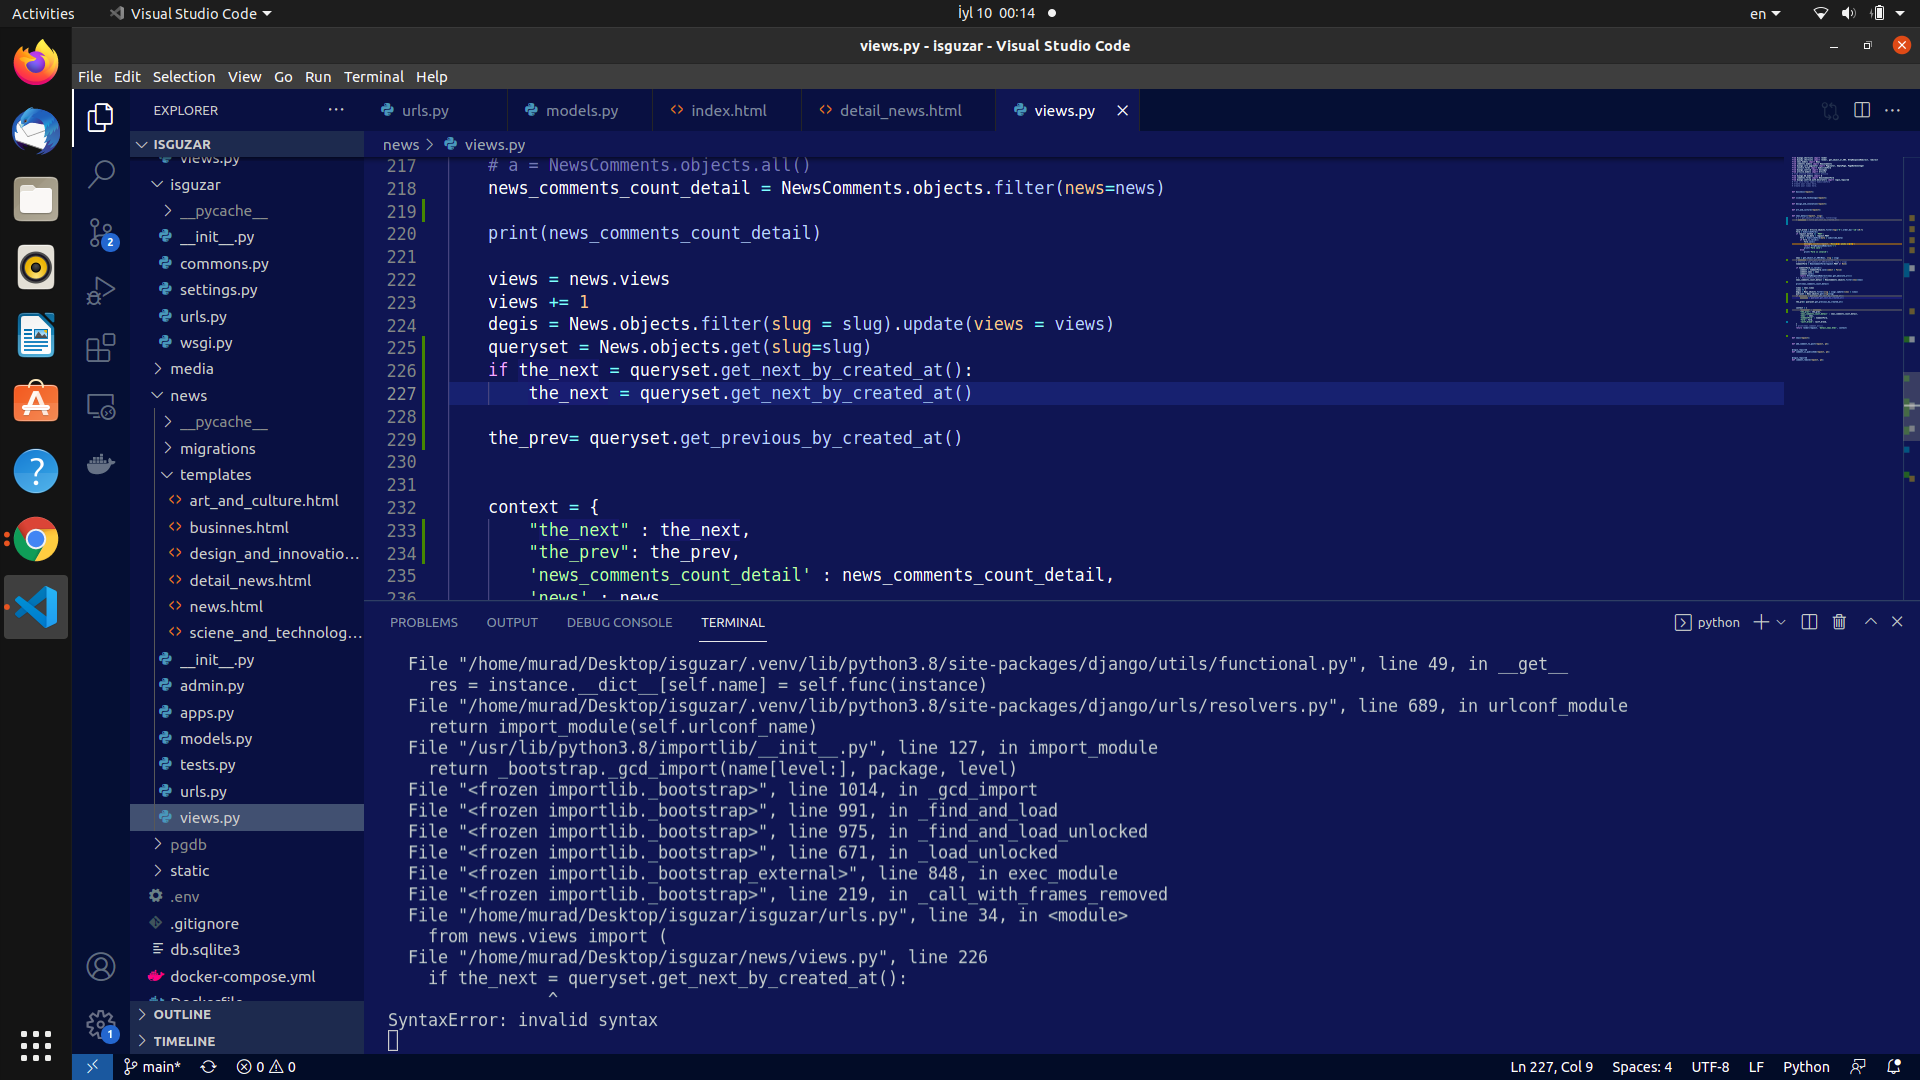 Activities
Visual Studio Code
İyl 10 00:14
en
views.py - isguzar - Visual Studio Code
File Edit Selection View Go Run Terminal Help
EXPLORER
ISGUZAR
views.py
isguzar
__pycache__
__init__.py
commons.py
settings.py
urls.py
wsgi.py
media
news
__pycache__
migrations
templates
art_and_culture.html
businnes.html
design_and_innovatio...
detail_news.html
news.html
sciene_and_technolog...
__init__.py
admin.py
apps.py
models.py
tests.py
urls.py
views.py
pgdb
static
.env
.gitignore
db.sqlite3
docker-compose.yml
Dockerfile
OUTLINE
TIMELINE
2
1
urls.py
models.py
index.html
detail_news.html
views.py
news > views.py
217 # a = NewsComments.objects.all()
218 news_comments_count_detail = NewsComments.objects.filter(news=news)
219
220 print(news_comments_count_detail)
221
222 views = news.views
223 views += 1
224 degis = News.objects.filter(slug = slug).update(views = views)
225 queryset = News.objects.get(slug=slug)
226 if the_next = queryset.get_next_by_created_at():
227 the_next = queryset.get_next_by_created_at()
228
229 the_prev= queryset.get_previous_by_created_at()
230
231
232 context = {
233 "the_next" : the_next,
234 "the_prev": the_prev,
235 'news_comments_count_detail' : news_comments_count_detail,
236 'news' : news
PROBLEMS OUTPUT DEBUG CONSOLE TERMINAL
python
File "/home/murad/Desktop/isguzar/.venv/lib/python3.8/site-packages/django/utils/functional.py", line 49, in __get__
res = instance.__dict__[self.name] = self.func(instance)
File "/home/murad/Desktop/isguzar/.venv/lib/python3.8/site-packages/django/urls/resolvers.py", line 689, in urlconf_module
return import_module(self.urlconf_name)
File "/usr/lib/python3.8/importlib/__init__.py", line 127, in import_module
return _bootstrap._gcd_import(name[level:], package, level)
File "<frozen importlib._bootstrap>", line 1014, in _gcd_import
File "<frozen importlib._bootstrap>", line 991, in _find_and_load
File "<frozen importlib._bootstrap>", line 975, in _find_and_load_unlocked
File "<frozen importlib._bootstrap>", line 671, in _load_unlocked
File "<frozen importlib._bootstrap_external>", line 848, in exec_module
File "<frozen importlib._bootstrap>", line 219, in _call_with_frames_removed
File "/home/murad/Desktop/isguzar/isguzar/urls.py", line 34, in <module>
from news.views import (
File "/home/murad/Desktop/isguzar/news/views.py", line 226
if the_next = queryset.get_next_by_created_at():
^
SyntaxError: invalid syntax
main* 0 0
Ln 227, Col 9 Spaces: 4 UTF-8 LF Python